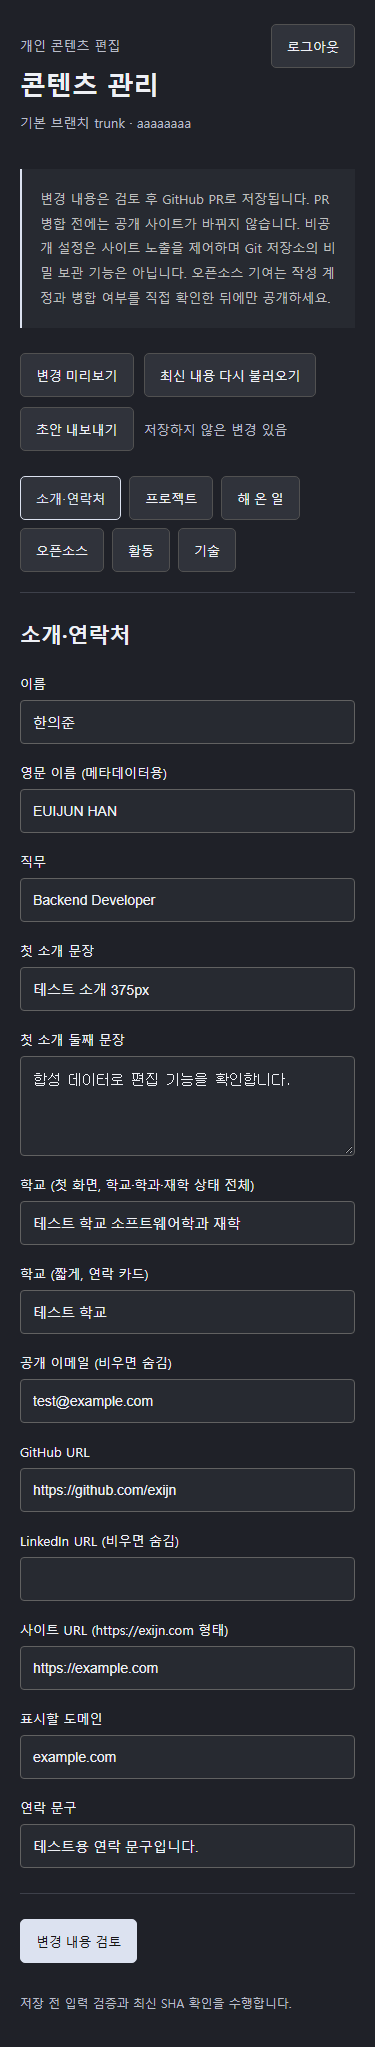 개인 콘텐츠 편집
로그아웃
콘텐츠 관리
기본 브랜치 trunk · aaaaaaaa
변경 내용은 검토 후 GitHub PR로 저장됩니다. PR
병합 전에는 공개 사이트가 바뀌지 않습니다. 비공
개 설정은 사이트 노출을 제어하며 Git 저장소의 비
밀 보관 기능은 아닙니다. 오픈소스 기여는 작성 계
정과 병합 여부를 직접 확인한 뒤에만 공개하세요.
변경 미리보기
최신 내용 다시 불러오기
초안 내보내기
저장하지 않은 변경 있음
소개·연락처
프로젝트
해 온 일
오픈소스
활동
기술
소개·연락처
이름
한의준
영문 이름 (메타데이터용)
EUIJUN HAN
직무
Backend Developer
첫 소개 문장
테스트 소개 375px
첫 소개 둘째 문장
합성 데이터로 편집 기능을 확인합니다.
학교 (첫 화면, 학교·학과·재학 상태 전체)
테스트 학교 소프트웨어학과 재학
학교 (짧게, 연락 카드)
테스트 학교
공개 이메일 (비우면 숨김)
test@example.com
GitHub URL
https://github.com/exijn
LinkedIn URL (비우면 숨김)
사이트 URL (https://exijn.com 형태)
https://example.com
표시할 도메인
example.com
연락 문구
테스트용 연락 문구입니다.
변경 내용 검토
저장 전 입력 검증과 최신 SHA 확인을 수행합니다.